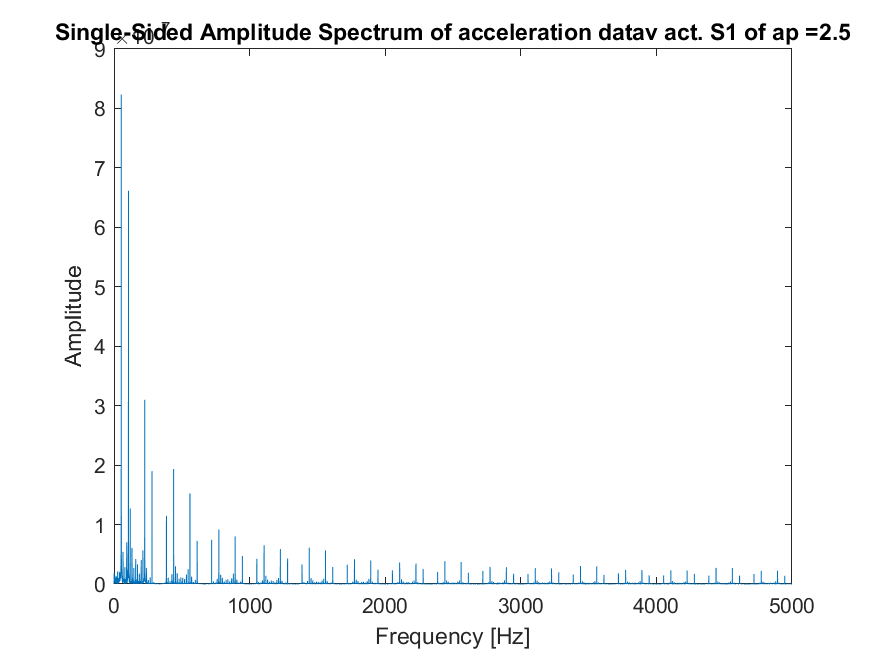 Single-Sided Amplitude Spectrum of acceleration datav act. S1 of ap =2.5
9
8
7
6
5
4
3
2
1
0
Amplitude
0 1000 2000 3000 4000 5000
Frequency [Hz]